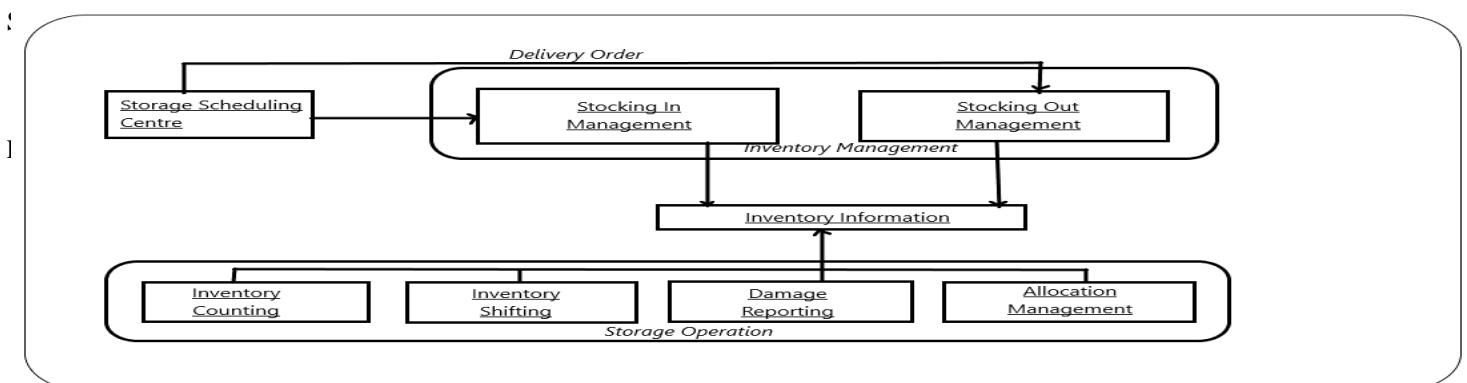 Delivery Order
Storage Scheduling
Centre
Stocking In
Management
Stocking Out
Management
Inventory Management
Inventory Information
Inventory
Counting
Inventory
Shifting
Damage
Reporting
Allocation
Management
Storage Operation